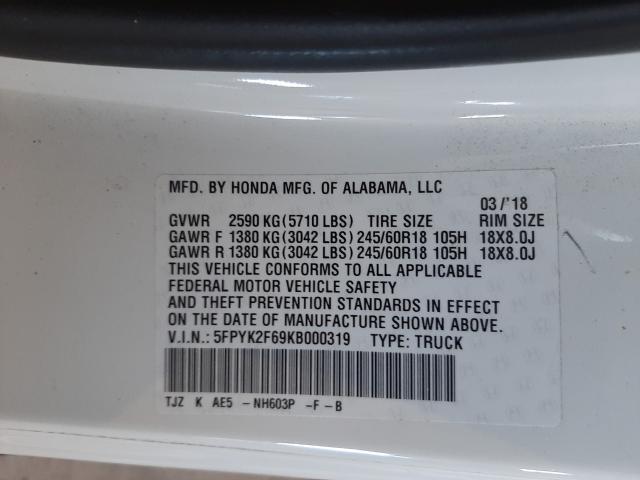 MFD. BY HONDA MFG. OF ALABAMA, LLC
03 /'18
GVWR 2590 KG(5710 LBS) TIRE SIZE RIM SIZE
GAWR F 1380 KG(3042 LBS) 245/60R18 105H 18X8.0J
GAWR R 1380 KG(3042 LBS) 245/60R18 105H 18X8.0J
THIS VEHICLE CONFORMS TO ALL APPLICABLE
FEDERAL MOTOR VEHICLE SAFETY
AND THEFT PREVENTION STANDARDS IN EFFECT
ON THE DATE OF MANUFACTURE SHOWN ABOVE.
V.I.N.: 5FPYK2F69KB000319 TYPE: TRUCK
TJZ K AE5 - NH603P -F - B